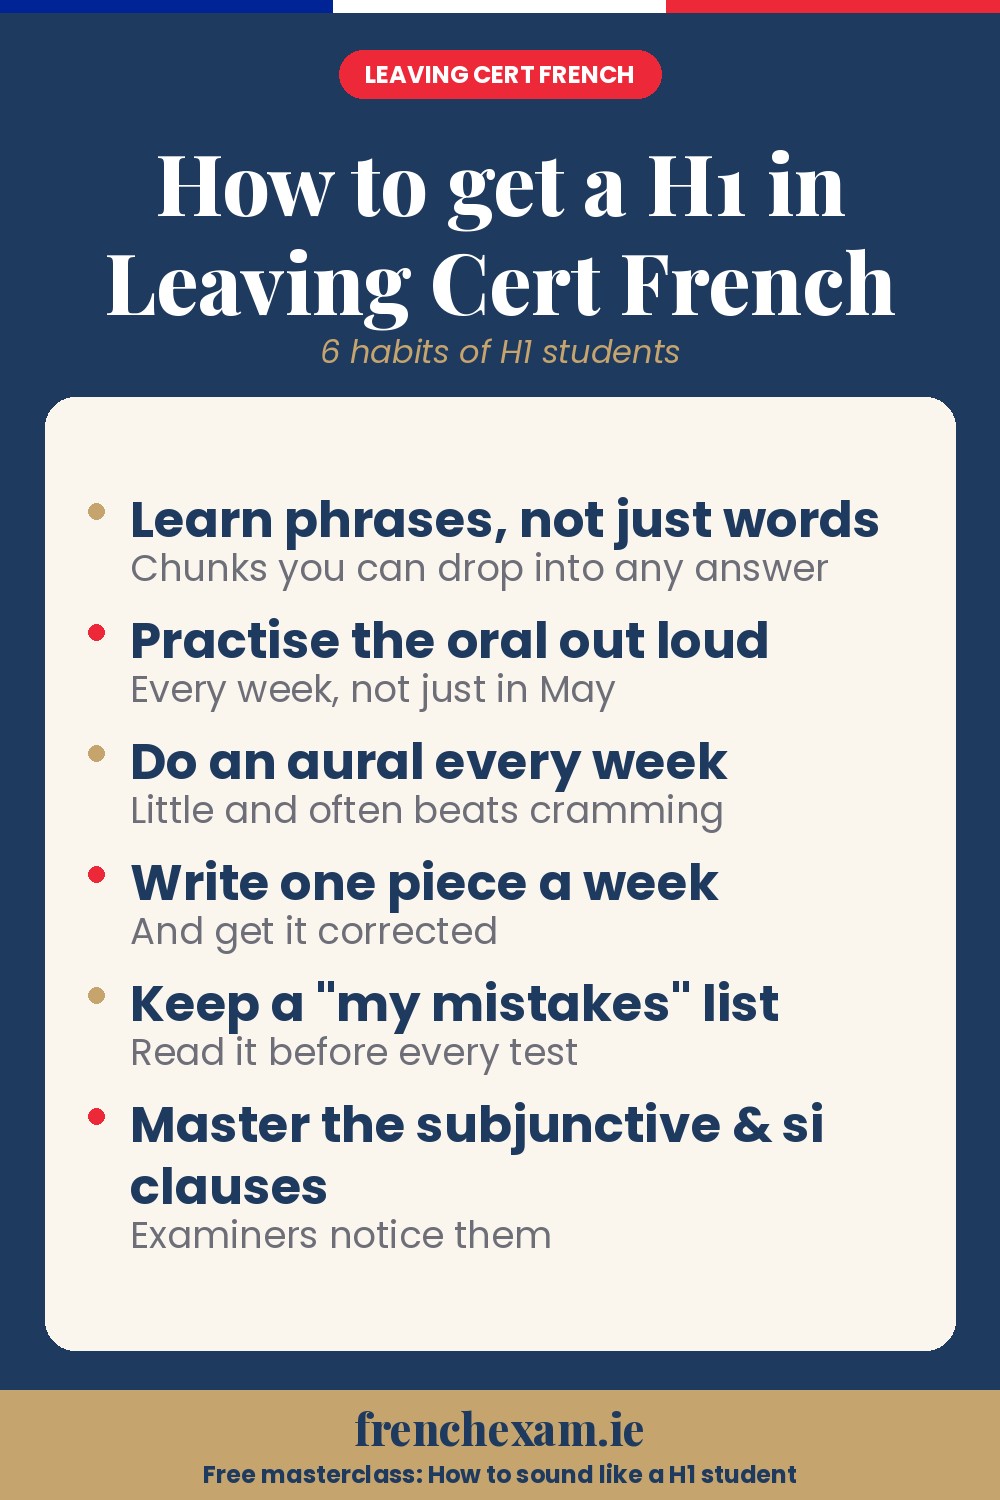 LEAVING CERT FRENCH
How to get a H1 in
Leaving Cert French
6 habits of H1 students
Learn phrases, not just words
Chunks you can drop into any answer
Practise the oral out loud
Every week, not just in May
Do an aural every week
Little and often beats cramming
Write one piece a week
And get it corrected
Keep a "my mistakes" list
Read it before every test
Master the subjunctive & si
clauses
Examiners notice them
frenchexam.ie
Free masterclass: How to sound like a H1 student